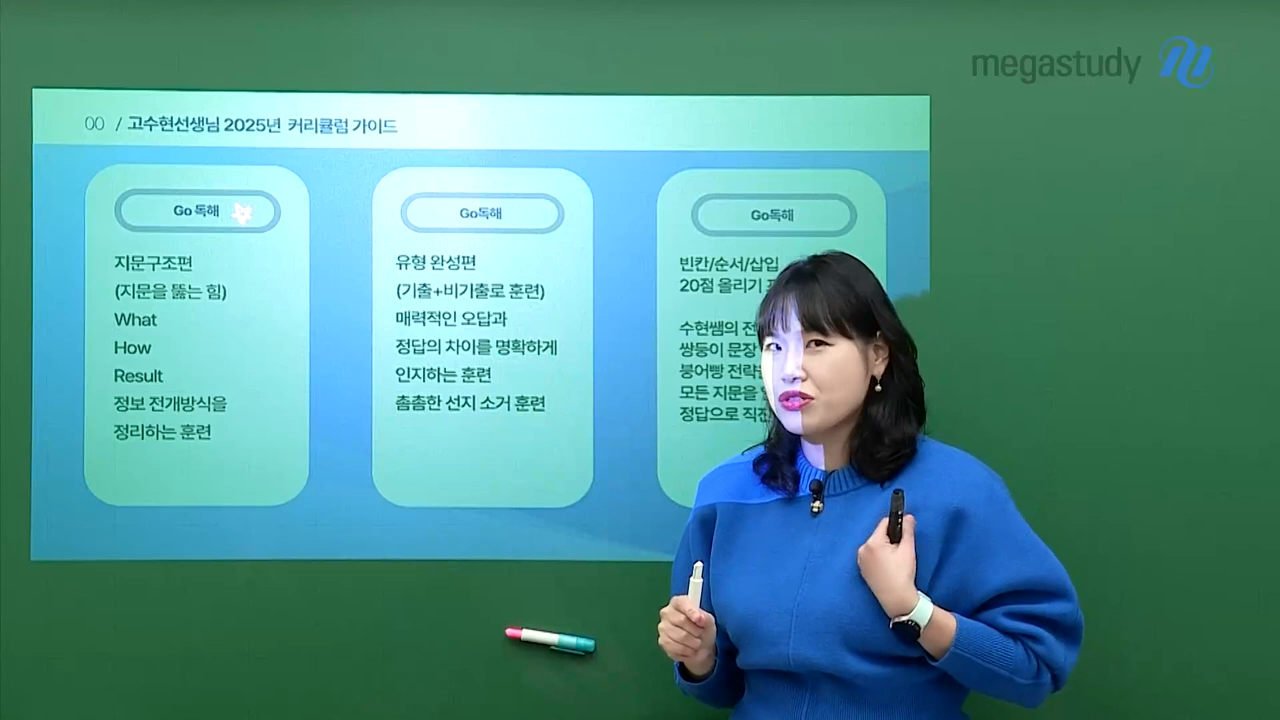 megastudy
00 / 고수현선생님 2025년 커리큘럼 가이드
Go 독해
지문구조편
(지문을 뚫는 힘)
What
How
Result
정보 전개방식을
정리하는 훈련
Go독해
유형 완성편
(기출+비기출로 훈련)
매력적인 오답과
정답의 차이를 명확하게
인지하는 훈련
촘촘한 선지 소거 훈련
Go독해
빈칸/순서/삽입
20점 올리기
수현쌤의
쌍둥이 문장
붕어빵 전략
모든 지문을
정답으로